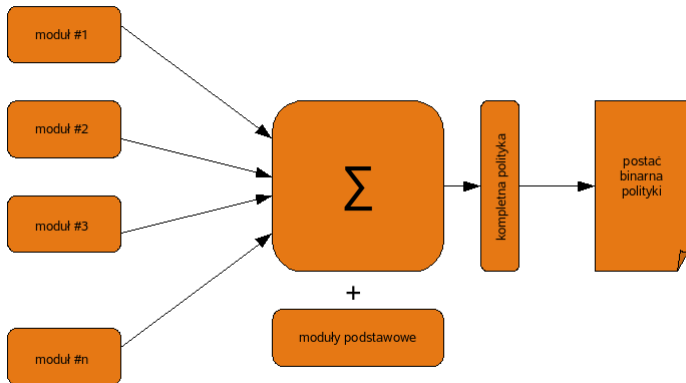 moduł #1
moduł #2
moduł #3
moduł #n
∑
+
moduły podstawowe
kompletna polityka
postać
binarna
polityki